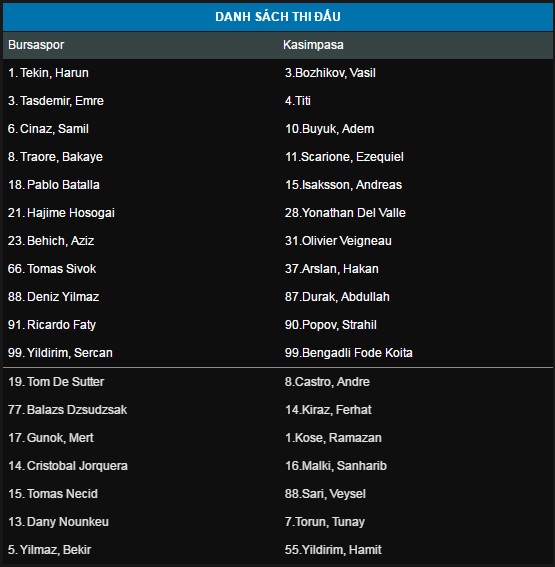 DANH SÁCH THI ĐẤU
Bursaspor Kasimpasa
1. Tekin, Harun 3.Bozhikov, Vasil
3. Tasdemir, Emre 4.Titi
6. Cinaz, Samil 10.Buyuk, Adem
8. Traore, Bakaye 11.Scarione, Ezequiel
18. Pablo Batalla 15.Isaksson, Andreas
21. Hajime Hosogai 28.Yonathan Del Valle
23. Behich, Aziz 31.Olivier Veigneau
66. Tomas Sivok 37.Arslan, Hakan
88. Deniz Yilmaz 87.Durak, Abdullah
91. Ricardo Faty 90.Popov, Strahil
99. Yildirim, Sercan 99.Bengadli Fode Koita
19. Tom De Sutter 8.Castro, Andre
77. Balazs Dzsudzsak 14.Kiraz, Ferhat
17. Gunok, Mert 1.Kose, Ramazan
14. Cristobal Jorquera 16.Malki, Sanharib
15. Tomas Necid 88.Sari, Veysel
13. Dany Nounkeu 7.Torun, Tunay
5. Yilmaz, Bekir 55.Yildirim, Hamit